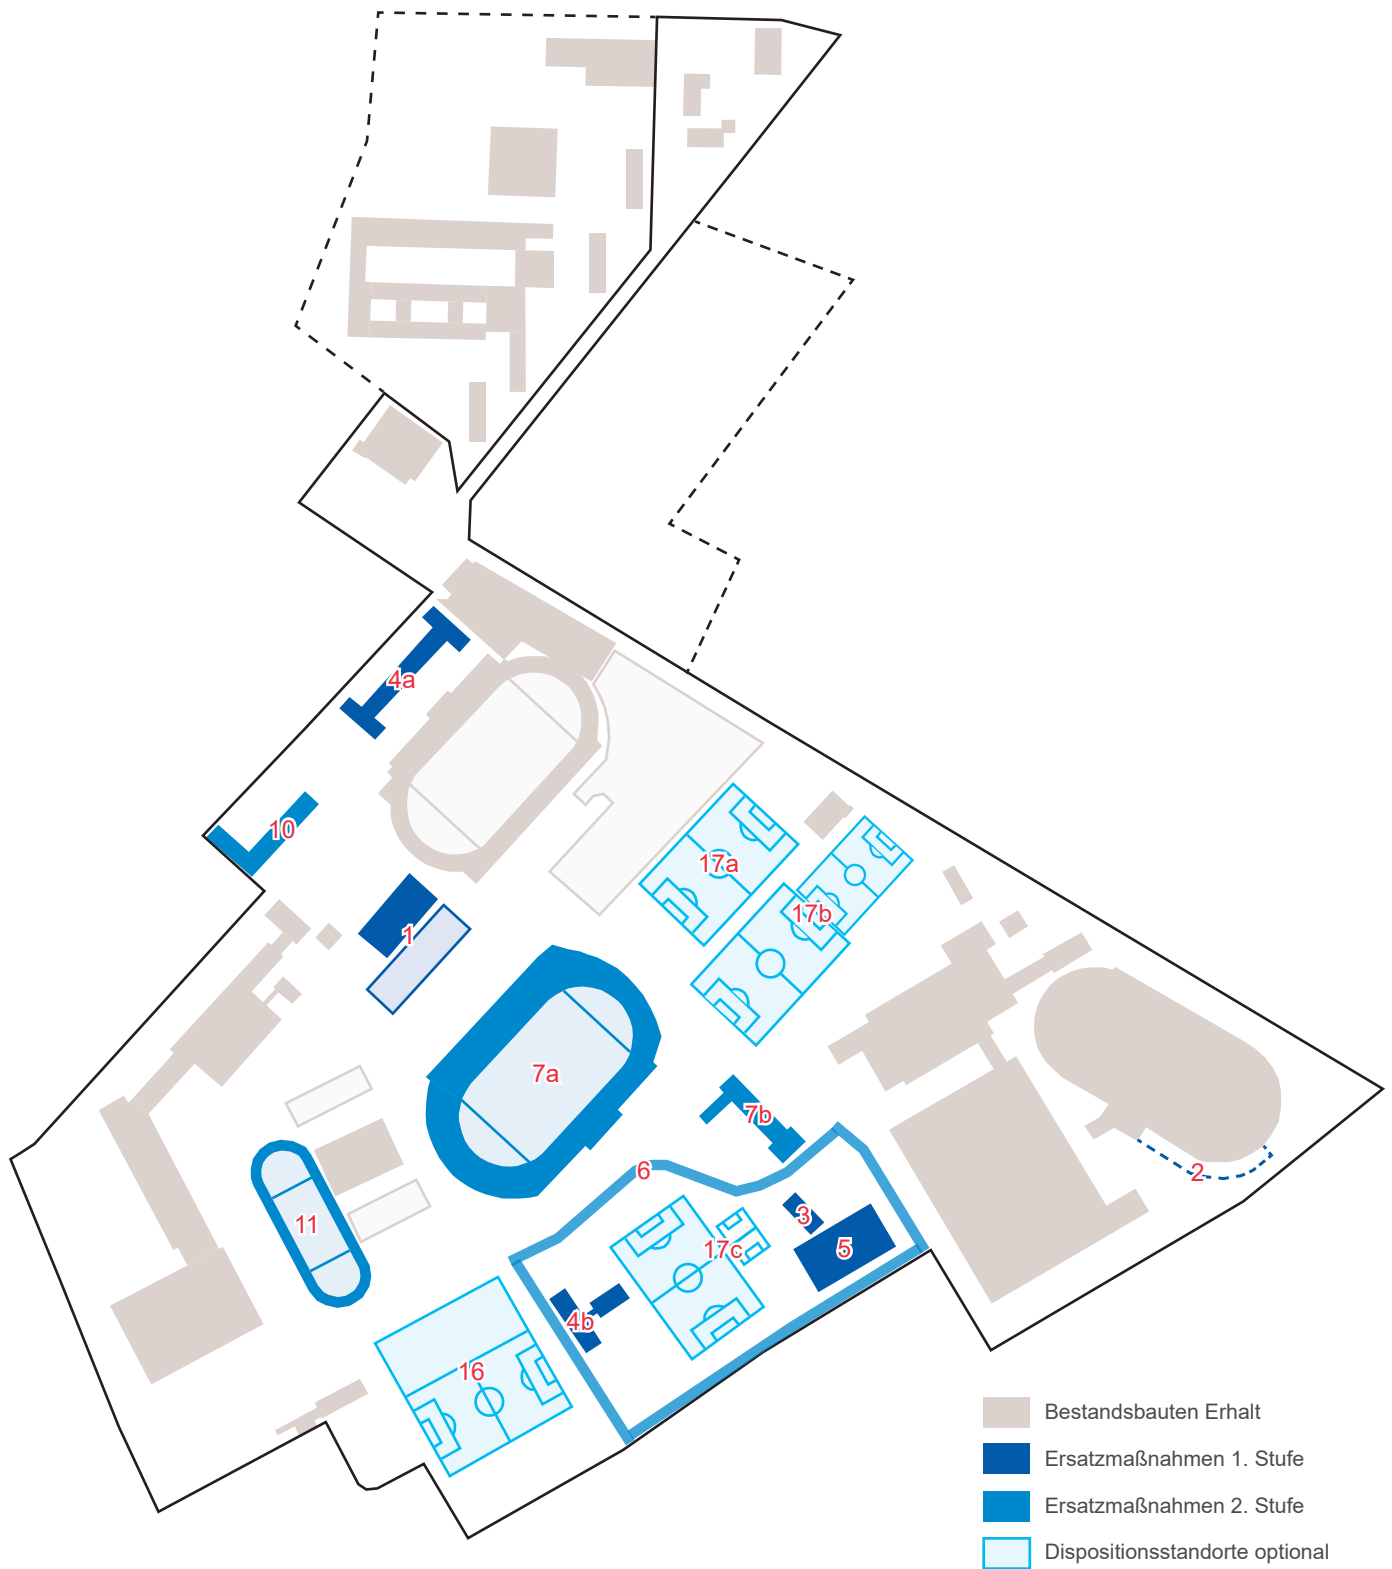 4a
10
17a
17b
1
7a
7b
6
2
11
3
17c
5
4b
16
Bestandsbauten Erhalt
Ersatzmaßnahmen 1. Stufe
Ersatzmaßnahmen 2. Stufe
Dispositionsstandorte optional